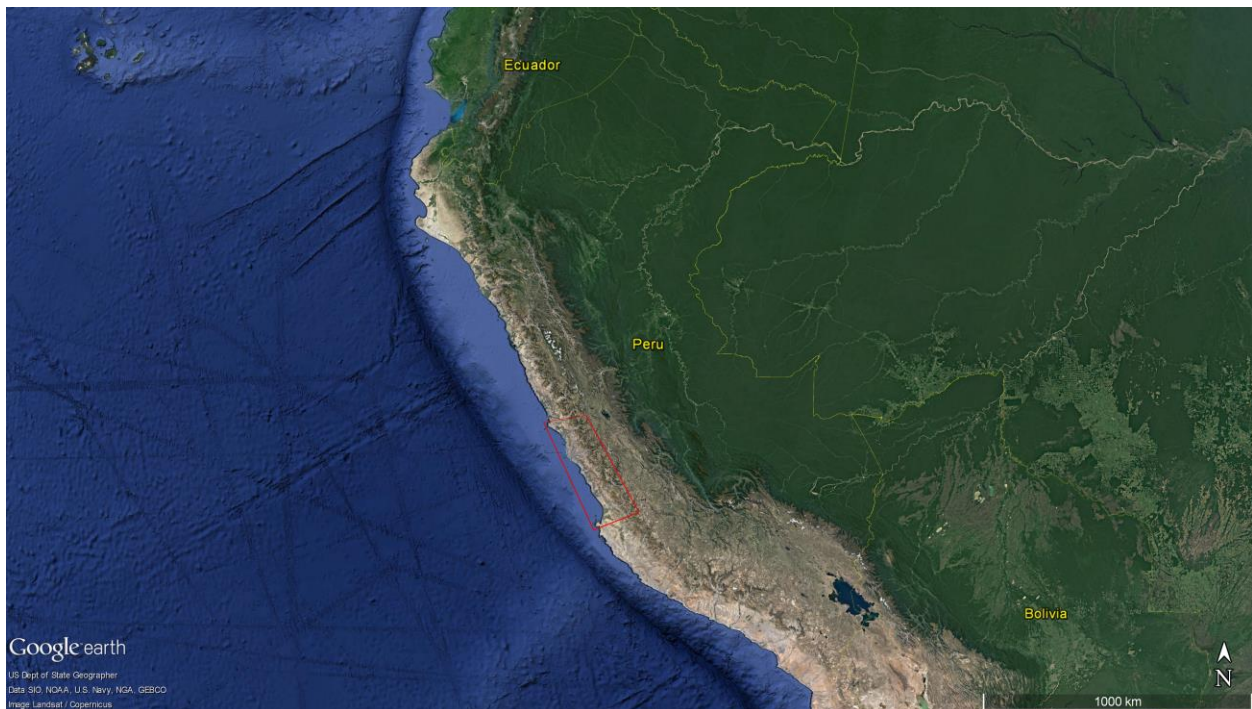 Ecuador
Peru
Bolivia
Google earth
US Dept of State Geographer
Data SIO, NOAA, U.S. Navy, NGA, GEBCO
Image Landsat / Copernicus
N
1000 km